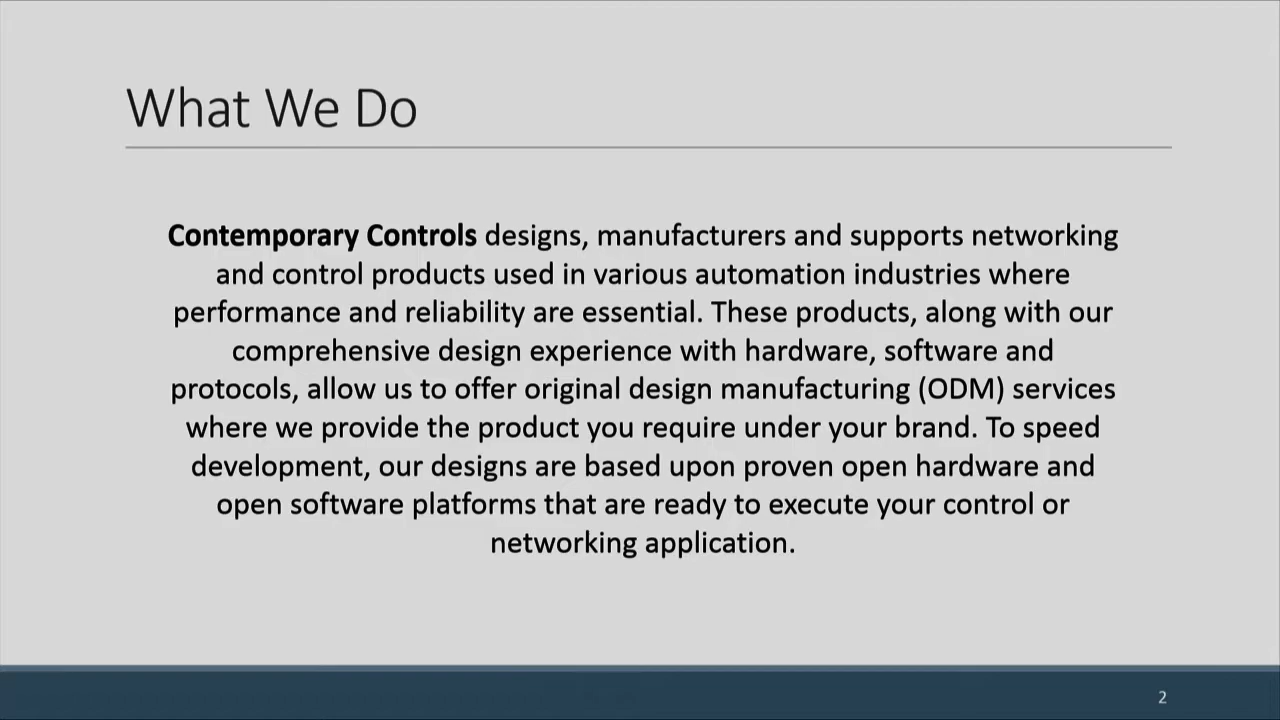 What We Do
Contemporary Controls designs, manufacturers and supports networking
and control products used in various automation industries where
performance and reliability are essential. These products, along with our
comprehensive design experience with hardware, software and
protocols, allow us to offer original design manufacturing (ODM) services
where we provide the product you require under your brand. To speed
development, our designs are based upon proven open hardware and
open software platforms that are ready to execute your control or
networking application.
2